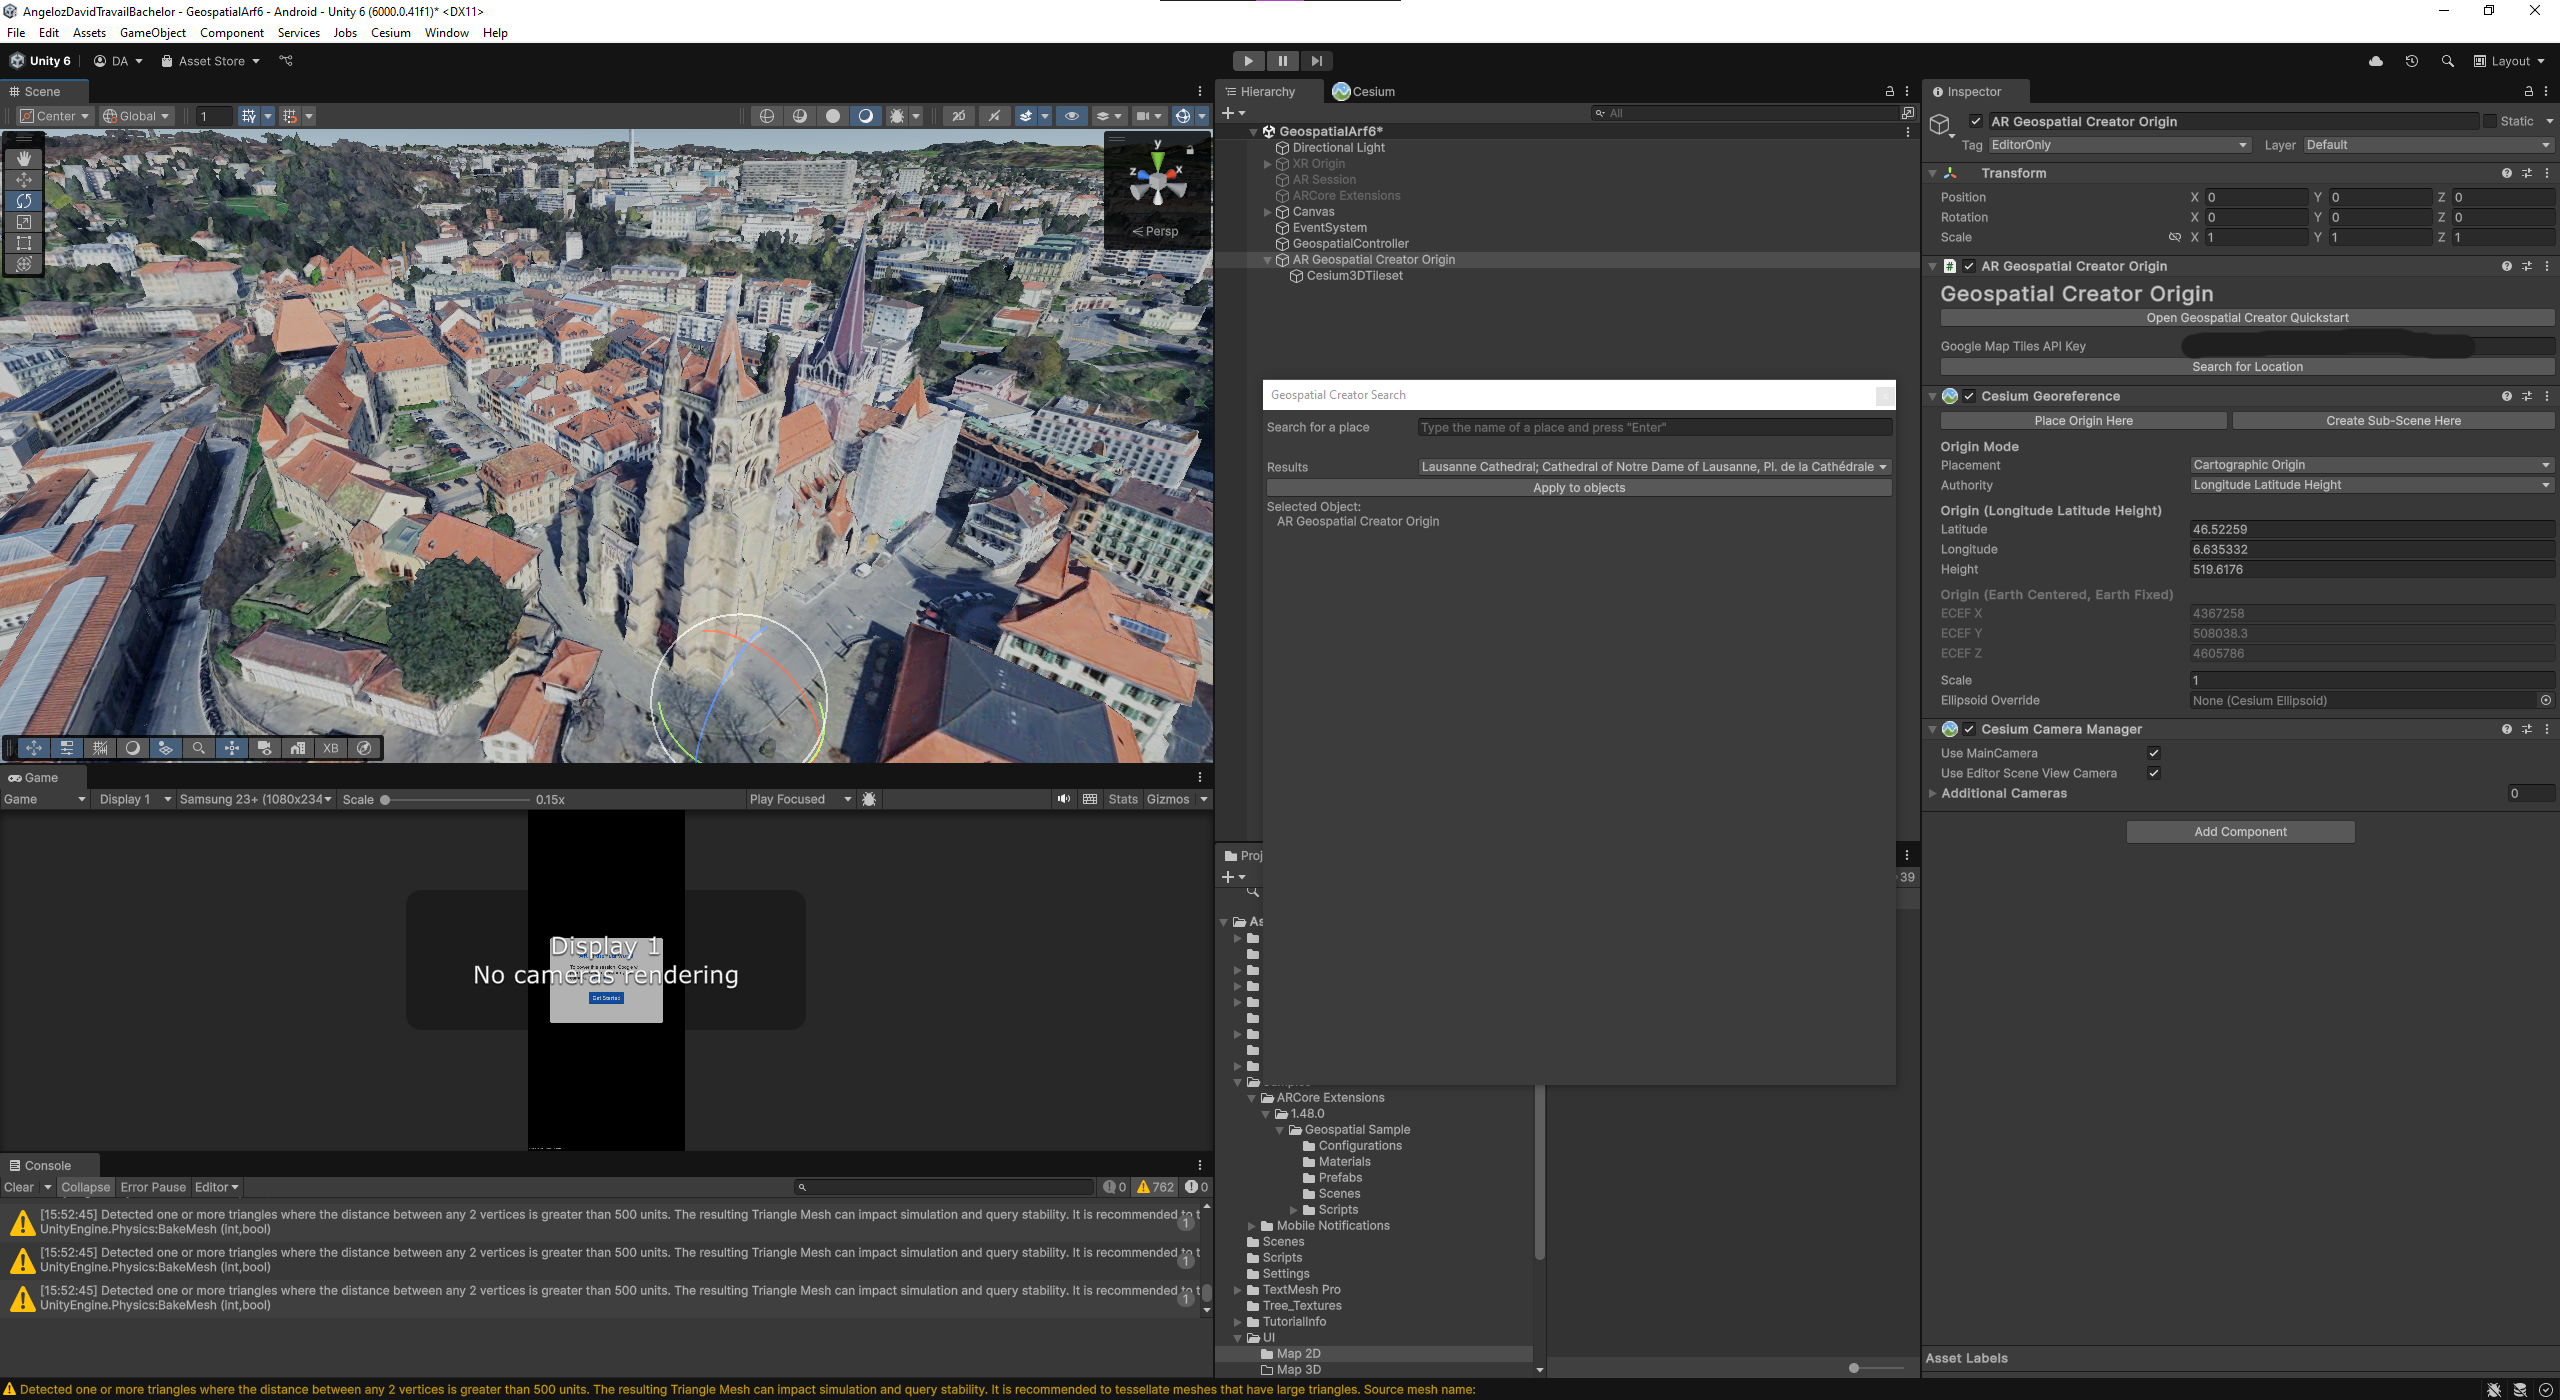 AngelozDavidTravailBachelor - GeospatialArf6 - Android - Unity 6 (6000.0.41f1)* <DX11>
File Edit Assets GameObject Component Services Jobs Cesium Window Help
Unity 6 DA Asset Store Layout
Scene
Center Global 1 2D
y
z x
Persp
XB
Game
Game Display 1 Samsung 23+ (1080x234 Scale 0.15x Play Focused Stats Gizmos
Display 1
No cameras rendering
Get Started
Console
Clear Collapse Error Pause Editor 0 762 0
[15:52:45] Detected one or more triangles where the distance between any 2 vertices is greater than 500 units. The resulting Triangle Mesh can impact simulation and query stability. It is recommended to t
UnityEngine.Physics:BakeMesh (int,bool) 1
[15:52:45] Detected one or more triangles where the distance between any 2 vertices is greater than 500 units. The resulting Triangle Mesh can impact simulation and query stability. It is recommended to t
UnityEngine.Physics:BakeMesh (int,bool) 1
[15:52:45] Detected one or more triangles where the distance between any 2 vertices is greater than 500 units. The resulting Triangle Mesh can impact simulation and query stability. It is recommended to t
UnityEngine.Physics:BakeMesh (int,bool) 1
Hierarchy Cesium
All
GeospatialArf6*
Directional Light
XR Origin
AR Session
ARCore Extensions
Canvas
EventSystem
GeospatialController
AR Geospatial Creator Origin
Cesium3DTileset
Geospatial Creator Search
Search for a place Type the name of a place and press "Enter"
Results Lausanne Cathedral; Cathedral of Notre Dame of Lausanne, Pl. de la Cathédrale
Apply to objects
Selected Object:
AR Geospatial Creator Origin
Proj
39
As
ARCore Extensions
1.48.0
Geospatial Sample
Configurations
Materials
Prefabs
Scenes
Scripts
Mobile Notifications
Scenes
Scripts
Settings
TextMesh Pro
Tree_Textures
TutorialInfo
UI
Map 2D
Map 3D
Inspector
AR Geospatial Creator Origin Static
Tag EditorOnly Layer Default
Transform
Position X 0 Y 0 Z 0
Rotation X 0 Y 0 Z 0
Scale X 1 Y 1 Z 1
AR Geospatial Creator Origin
Geospatial Creator Origin
Open Geospatial Creator Quickstart
Google Map Tiles API Key
Search for Location
Cesium Georeference
Place Origin Here Create Sub-Scene Here
Origin Mode
Placement Cartographic Origin
Authority Longitude Latitude Height
Origin (Longitude Latitude Height)
Latitude 46.52259
Longitude 6.635332
Height 519.6176
Origin (Earth Centered, Earth Fixed)
ECEF X 4367258
ECEF Y 508038.3
ECEF Z 4605786
Scale 1
Ellipsoid Override None (Cesium Ellipsoid)
Cesium Camera Manager
Use MainCamera
Use Editor Scene View Camera
Additional Cameras 0
Add Component
Asset Labels
Detected one or more triangles where the distance between any 2 vertices is greater than 500 units. The resulting Triangle Mesh can impact simulation and query stability. It is recommended to tessellate meshes that have large triangles. Source mesh name: